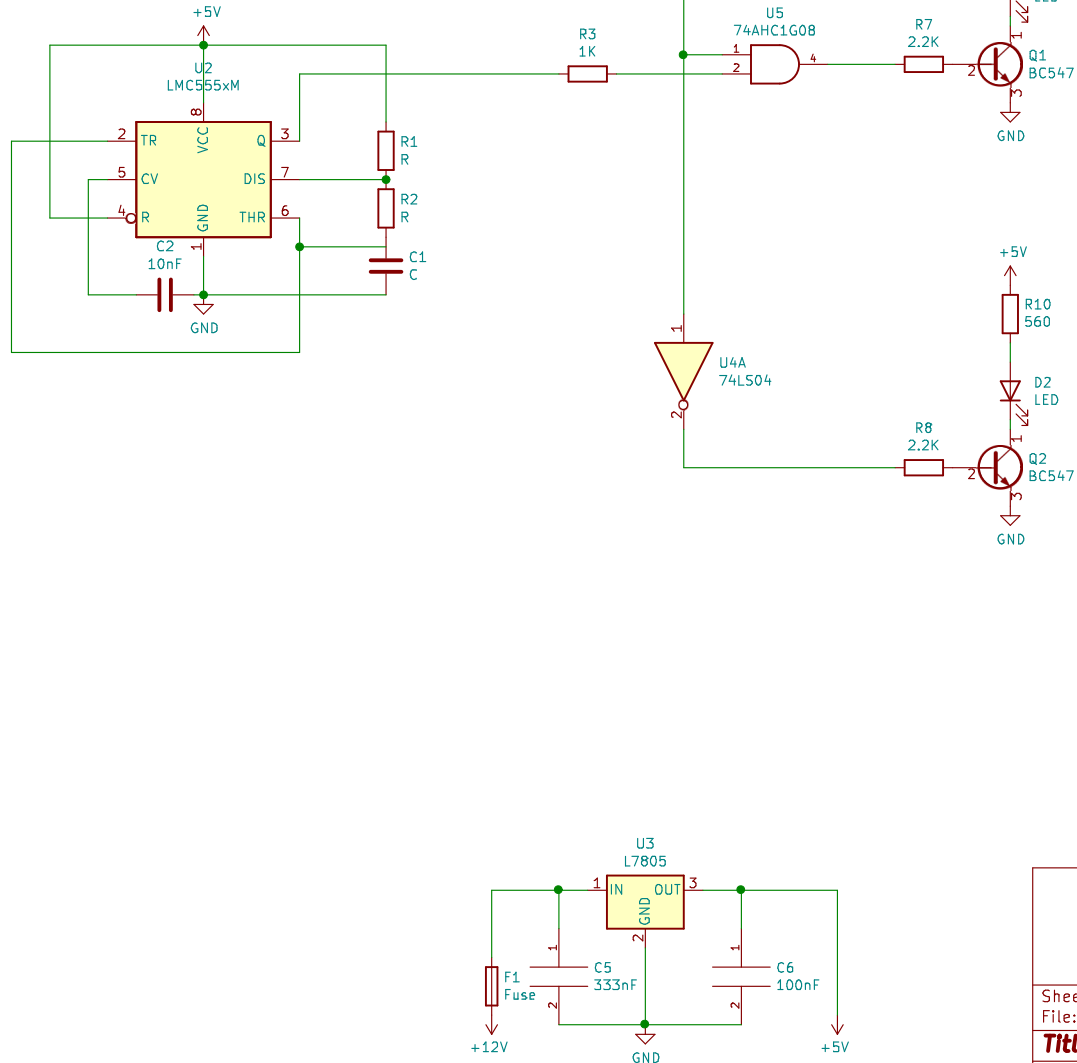 +5V
U2
LMC555xM
8
VCC
2
TR
Q
3
5
CV
DIS
7
4
R
THR
6
GND
1
R1
R
R2
R
C1
C
C2
10nF
GND
R3
1K
U5
74AHC1G08
1
2
4
R7
2.2K
1
2
3
Q1
BC547
GND
1
U4A
74LS04
2
+5V
R10
560
D2
LED
R8
2.2K
1
2
3
Q2
BC547
GND
U3
L7805
1
IN
OUT
3
GND
2
F1
Fuse
1
C5
333nF
2
1
C6
100nF
2
+12V
GND
+5V
Shee
File:
Titl